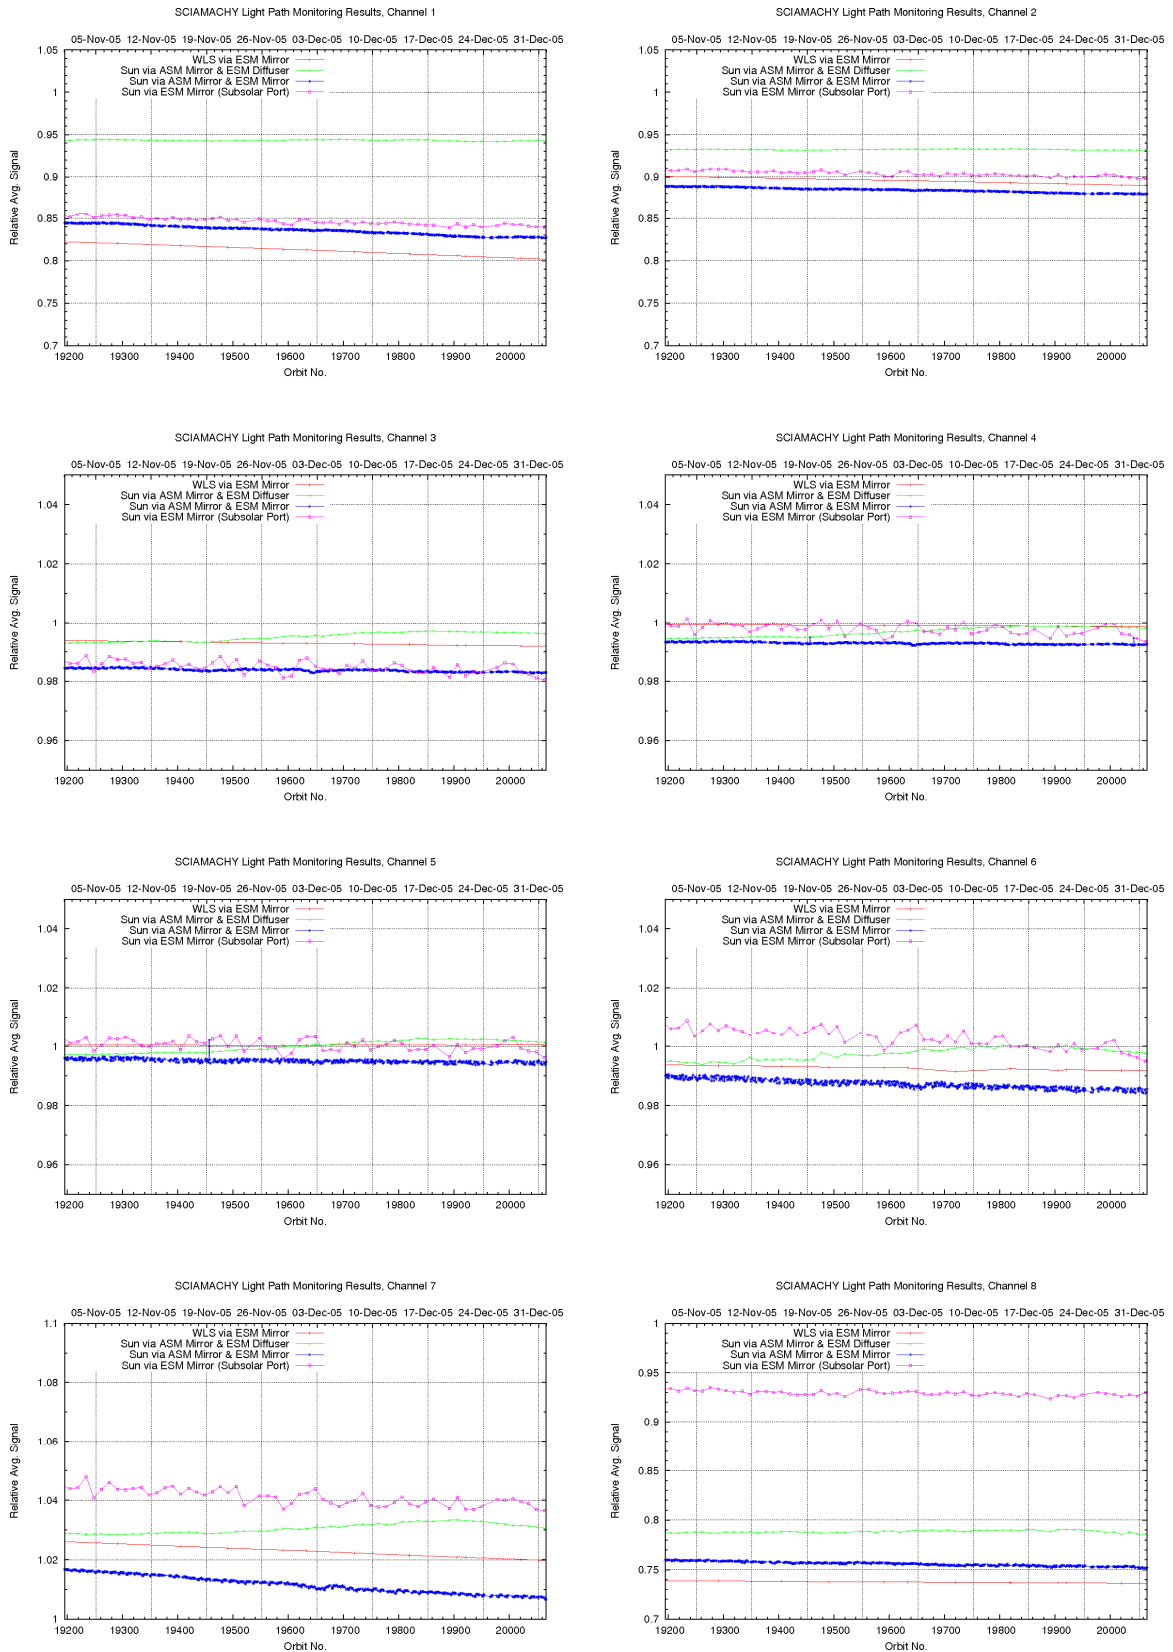 SCIAMACHY Light Path Monitoring Results, Channel 1
05-Nov-05 12-Nov-05 19-Nov-05 26-Nov-05 03-Dec-05 10-Dec-05 17-Dec-05 24-Dec-05 31-Dec-05
1.05
WLS via ESM Mirror
Sun via ASM Mirror & ESM Diffuser
Sun via ASM Mirror & ESM Mirror
Sun via ESM Mirror (Subsolar Port)
1
0.95
0.9
0.85
0.8
0.75
0.7
Relative Avg. Signal
19200 19300 19400 19500 19600 19700 19800 19900 20000
Orbit No.
SCIAMACHY Light Path Monitoring Results, Channel 2
05-Nov-05 12-Nov-05 19-Nov-05 26-Nov-05 03-Dec-05 10-Dec-05 17-Dec-05 24-Dec-05 31-Dec-05
1.05
WLS via ESM Mirror
Sun via ASM Mirror & ESM Diffuser
Sun via ASM Mirror & ESM Mirror
Sun via ESM Mirror (Subsolar Port)
1
0.95
0.9
0.85
0.8
0.75
0.7
Relative Avg. Signal
19200 19300 19400 19500 19600 19700 19800 19900 20000
Orbit No.
SCIAMACHY Light Path Monitoring Results, Channel 3
05-Nov-05 12-Nov-05 19-Nov-05 26-Nov-05 03-Dec-05 10-Dec-05 17-Dec-05 24-Dec-05 31-Dec-05
WLS via ESM Mirror
Sun via ASM Mirror & ESM Diffuser
Sun via ASM Mirror & ESM Mirror
Sun via ESM Mirror (Subsolar Port)
1.04
1.02
1
0.98
0.96
Relative Avg. Signal
19200 19300 19400 19500 19600 19700 19800 19900 20000
Orbit No.
SCIAMACHY Light Path Monitoring Results, Channel 4
05-Nov-05 12-Nov-05 19-Nov-05 26-Nov-05 03-Dec-05 10-Dec-05 17-Dec-05 24-Dec-05 31-Dec-05
WLS via ESM Mirror
Sun via ASM Mirror & ESM Diffuser
Sun via ASM Mirror & ESM Mirror
Sun via ESM Mirror (Subsolar Port)
1.04
1.02
1
0.98
0.96
Relative Avg. Signal
19200 19300 19400 19500 19600 19700 19800 19900 20000
Orbit No.
SCIAMACHY Light Path Monitoring Results, Channel 5
05-Nov-05 12-Nov-05 19-Nov-05 26-Nov-05 03-Dec-05 10-Dec-05 17-Dec-05 24-Dec-05 31-Dec-05
WLS via ESM Mirror
Sun via ASM Mirror & ESM Diffuser
Sun via ASM Mirror & ESM Mirror
Sun via ESM Mirror (Subsolar Port)
1.04
1.02
1
0.98
0.96
Relative Avg. Signal
19200 19300 19400 19500 19600 19700 19800 19900 20000
Orbit No.
SCIAMACHY Light Path Monitoring Results, Channel 6
05-Nov-05 12-Nov-05 19-Nov-05 26-Nov-05 03-Dec-05 10-Dec-05 17-Dec-05 24-Dec-05 31-Dec-05
WLS via ESM Mirror
Sun via ASM Mirror & ESM Diffuser
Sun via ASM Mirror & ESM Mirror
Sun via ESM Mirror (Subsolar Port)
1.04
1.02
1
0.98
0.96
Relative Avg. Signal
19200 19300 19400 19500 19600 19700 19800 19900 20000
Orbit No.
SCIAMACHY Light Path Monitoring Results, Channel 7
05-Nov-05 12-Nov-05 19-Nov-05 26-Nov-05 03-Dec-05 10-Dec-05 17-Dec-05 24-Dec-05 31-Dec-05
1.1
WLS via ESM Mirror
Sun via ASM Mirror & ESM Diffuser
Sun via ASM Mirror & ESM Mirror
Sun via ESM Mirror (Subsolar Port)
1.08
1.06
1.04
1.02
1
Relative Avg. Signal
19200 19300 19400 19500 19600 19700 19800 19900 20000
Orbit No.
SCIAMACHY Light Path Monitoring Results, Channel 8
05-Nov-05 12-Nov-05 19-Nov-05 26-Nov-05 03-Dec-05 10-Dec-05 17-Dec-05 24-Dec-05 31-Dec-05
1
WLS via ESM Mirror
Sun via ASM Mirror & ESM Diffuser
Sun via ASM Mirror & ESM Mirror
Sun via ESM Mirror (Subsolar Port)
0.95
0.9
0.85
0.8
0.75
0.7
Relative Avg. Signal
19200 19300 19400 19500 19600 19700 19800 19900 20000
Orbit No.